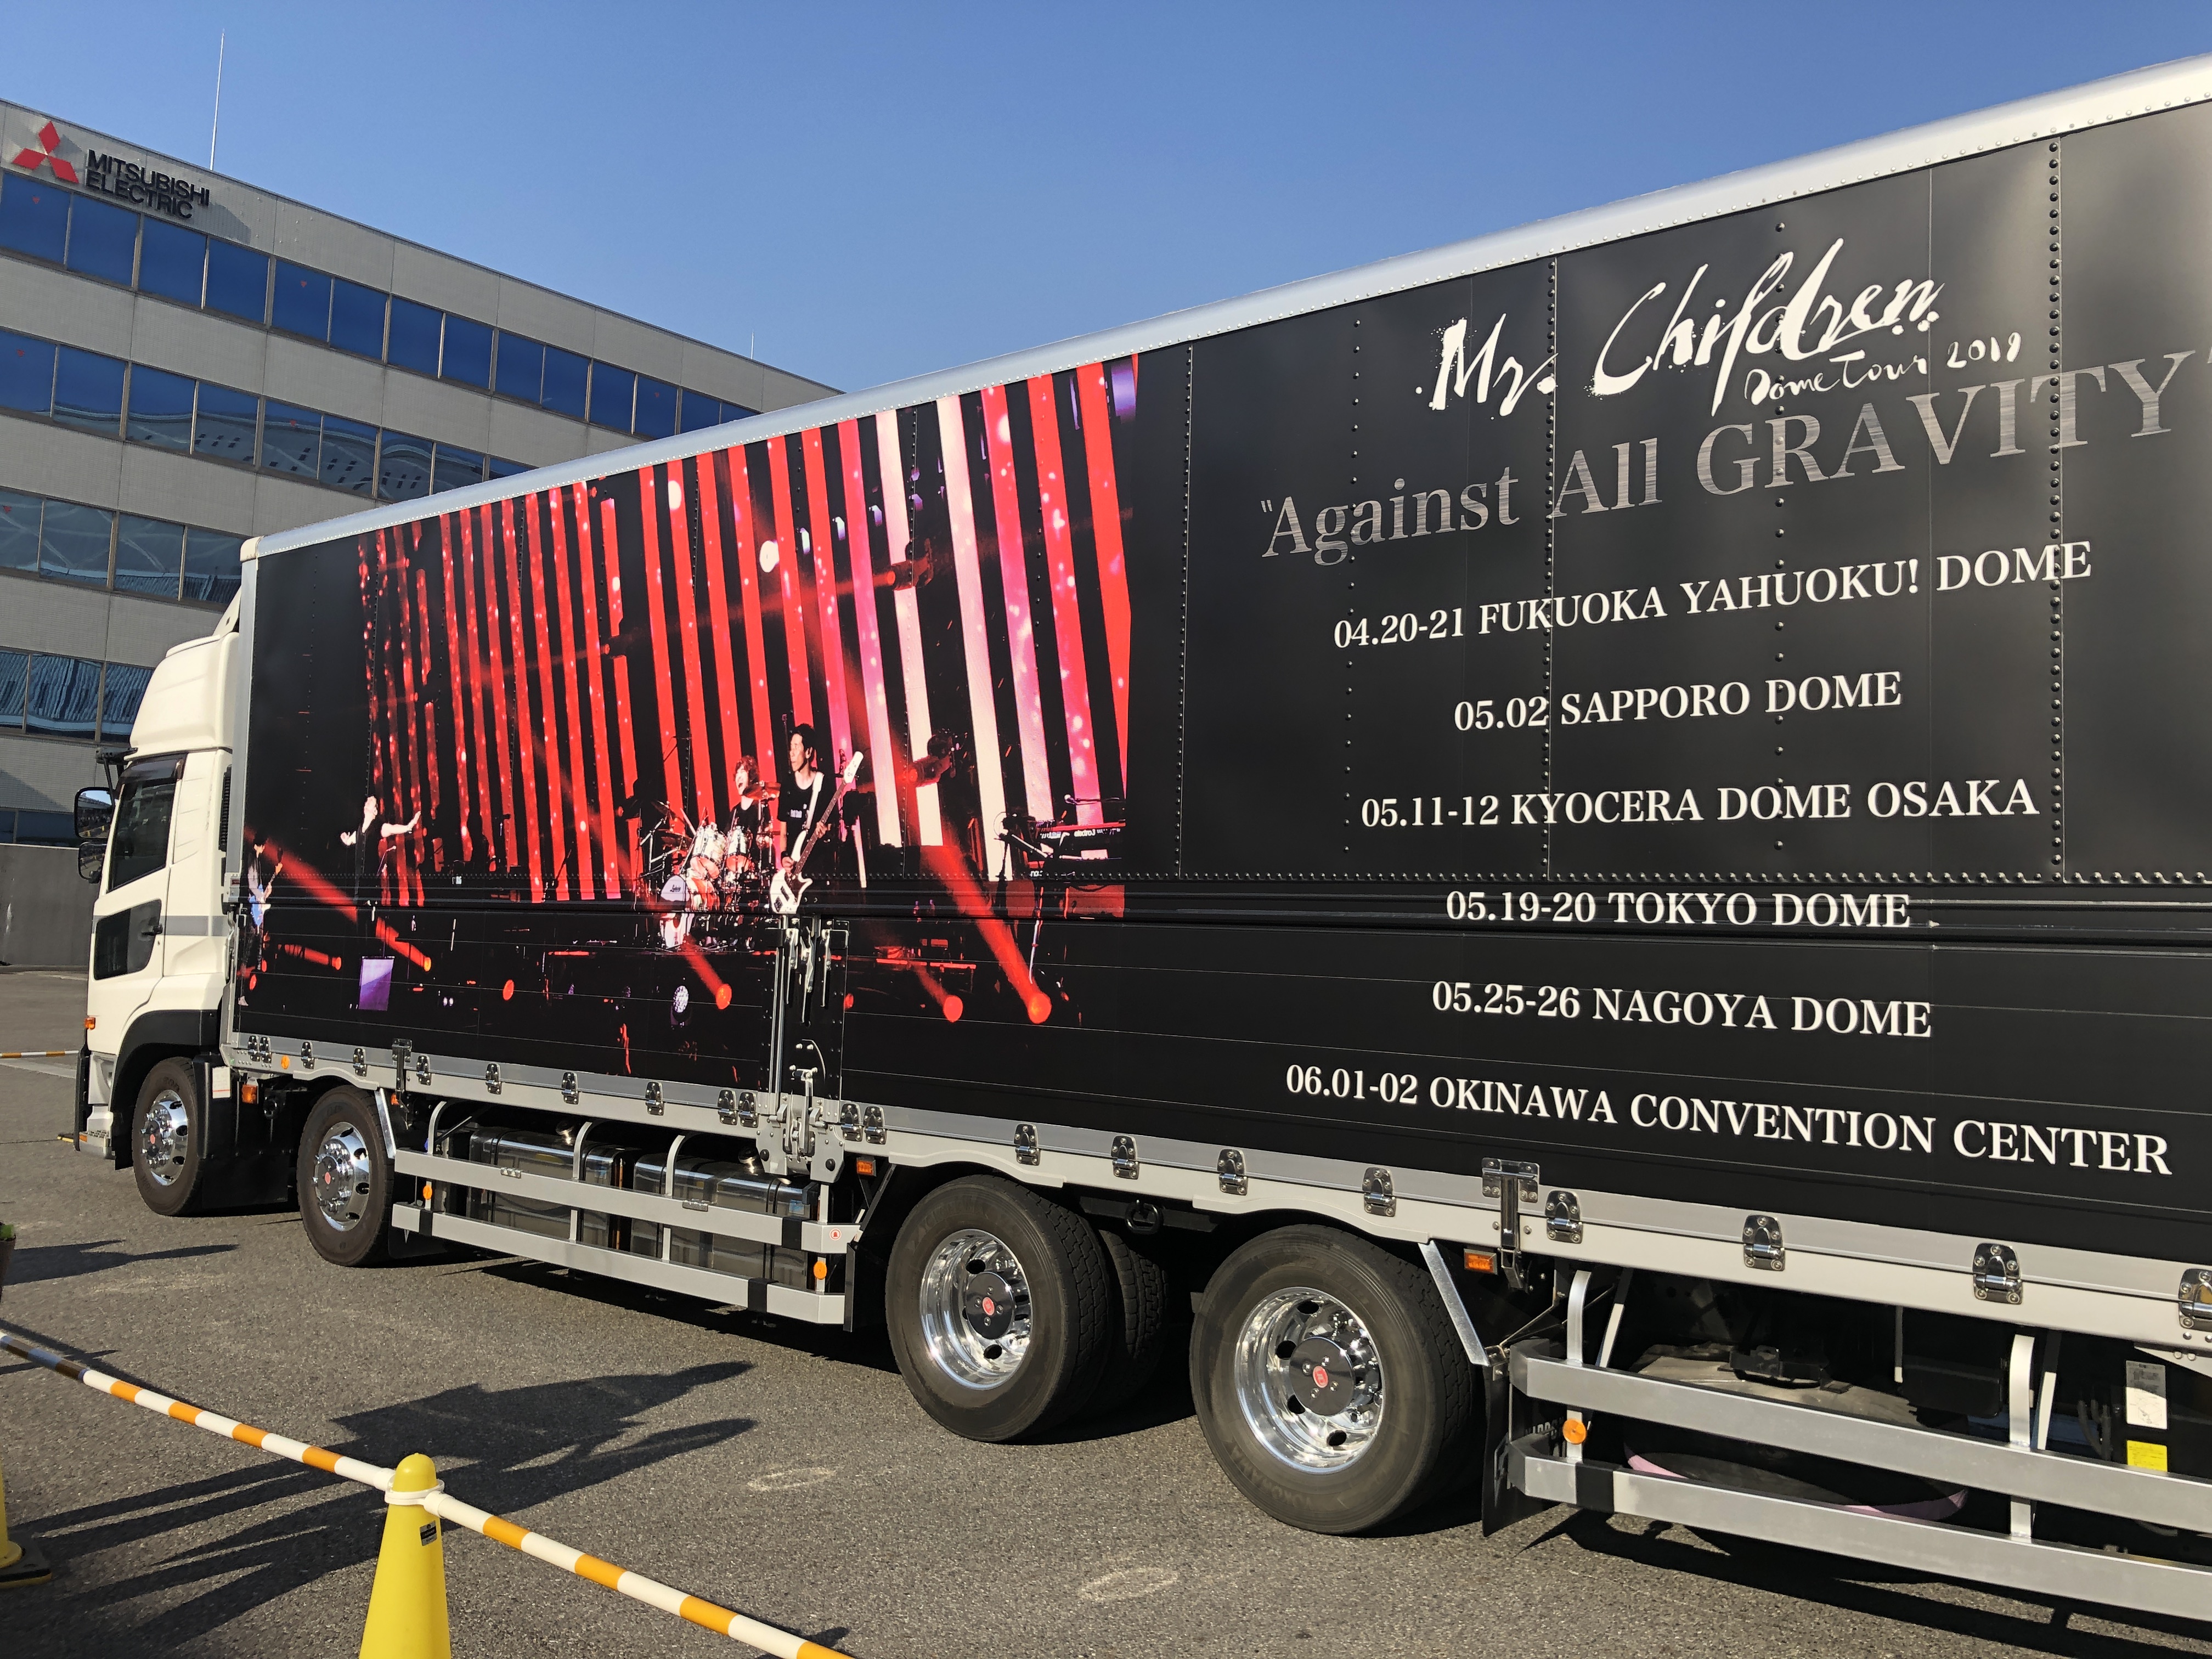 MITSUBISHI
ELECTRIC
Mr. Children
Dome Tour 2019
"Against All GRAVITY"
04.20-21 FUKUOKA YAHUOKU! DOME
05.02 SAPPORO DOME
05.11-12 KYOCERA DOME OSAKA
05.19-20 TOKYO DOME
05.25-26 NAGOYA DOME
06.01-02 OKINAWA CONVENTION CENTER